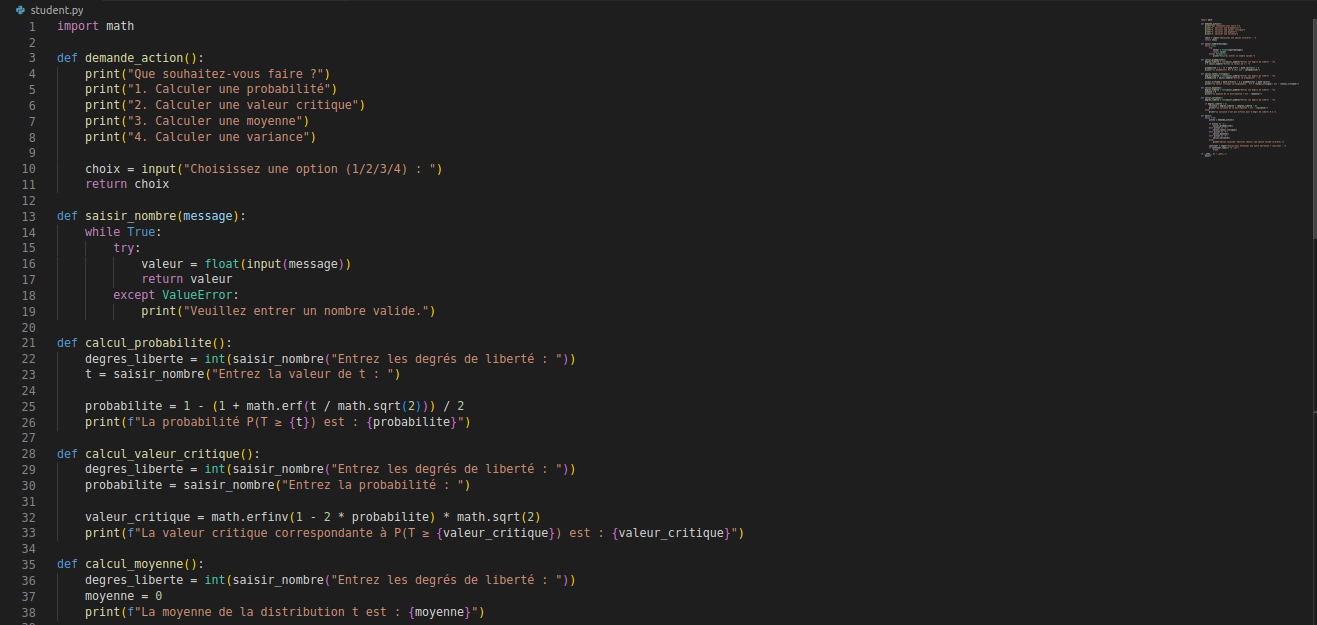 student.py
1 import math
2
3 def demande_action():
4     print("Que souhaitez-vous faire ?")
5     print("1. Calculer une probabilité")
6     print("2. Calculer une valeur critique")
7     print("3. Calculer une moyenne")
8     print("4. Calculer une variance")
9
10     choix = input("Choisissez une option (1/2/3/4) : ")
11     return choix
12
13 def saisir_nombre(message):
14     while True:
15         try:
16             valeur = float(input(message))
17             return valeur
18         except ValueError:
19             print("Veuillez entrer un nombre valide.")
20
21 def calcul_probabilite():
22     degres_liberte = int(saisir_nombre("Entrez les degrés de liberté : "))
23     t = saisir_nombre("Entrez la valeur de t : ")
24
25     probabilite = 1 - (1 + math.erf(t / math.sqrt(2))) / 2
26     print(f"La probabilité P(T ≥ {t}) est : {probabilite}")
27
28 def calcul_valeur_critique():
29     degres_liberte = int(saisir_nombre("Entrez les degrés de liberté : "))
30     probabilite = saisir_nombre("Entrez la probabilité : ")
31
32     valeur_critique = math.erfinv(1 - 2 * probabilite) * math.sqrt(2)
33     print(f"La valeur critique correspondante à P(T ≥ {valeur_critique}) est : {valeur_critique}")
34
35 def calcul_moyenne():
36     degres_liberte = int(saisir_nombre("Entrez les degrés de liberté : "))
37     moyenne = 0
38     print(f"La moyenne de la distribution t est : {moyenne}")